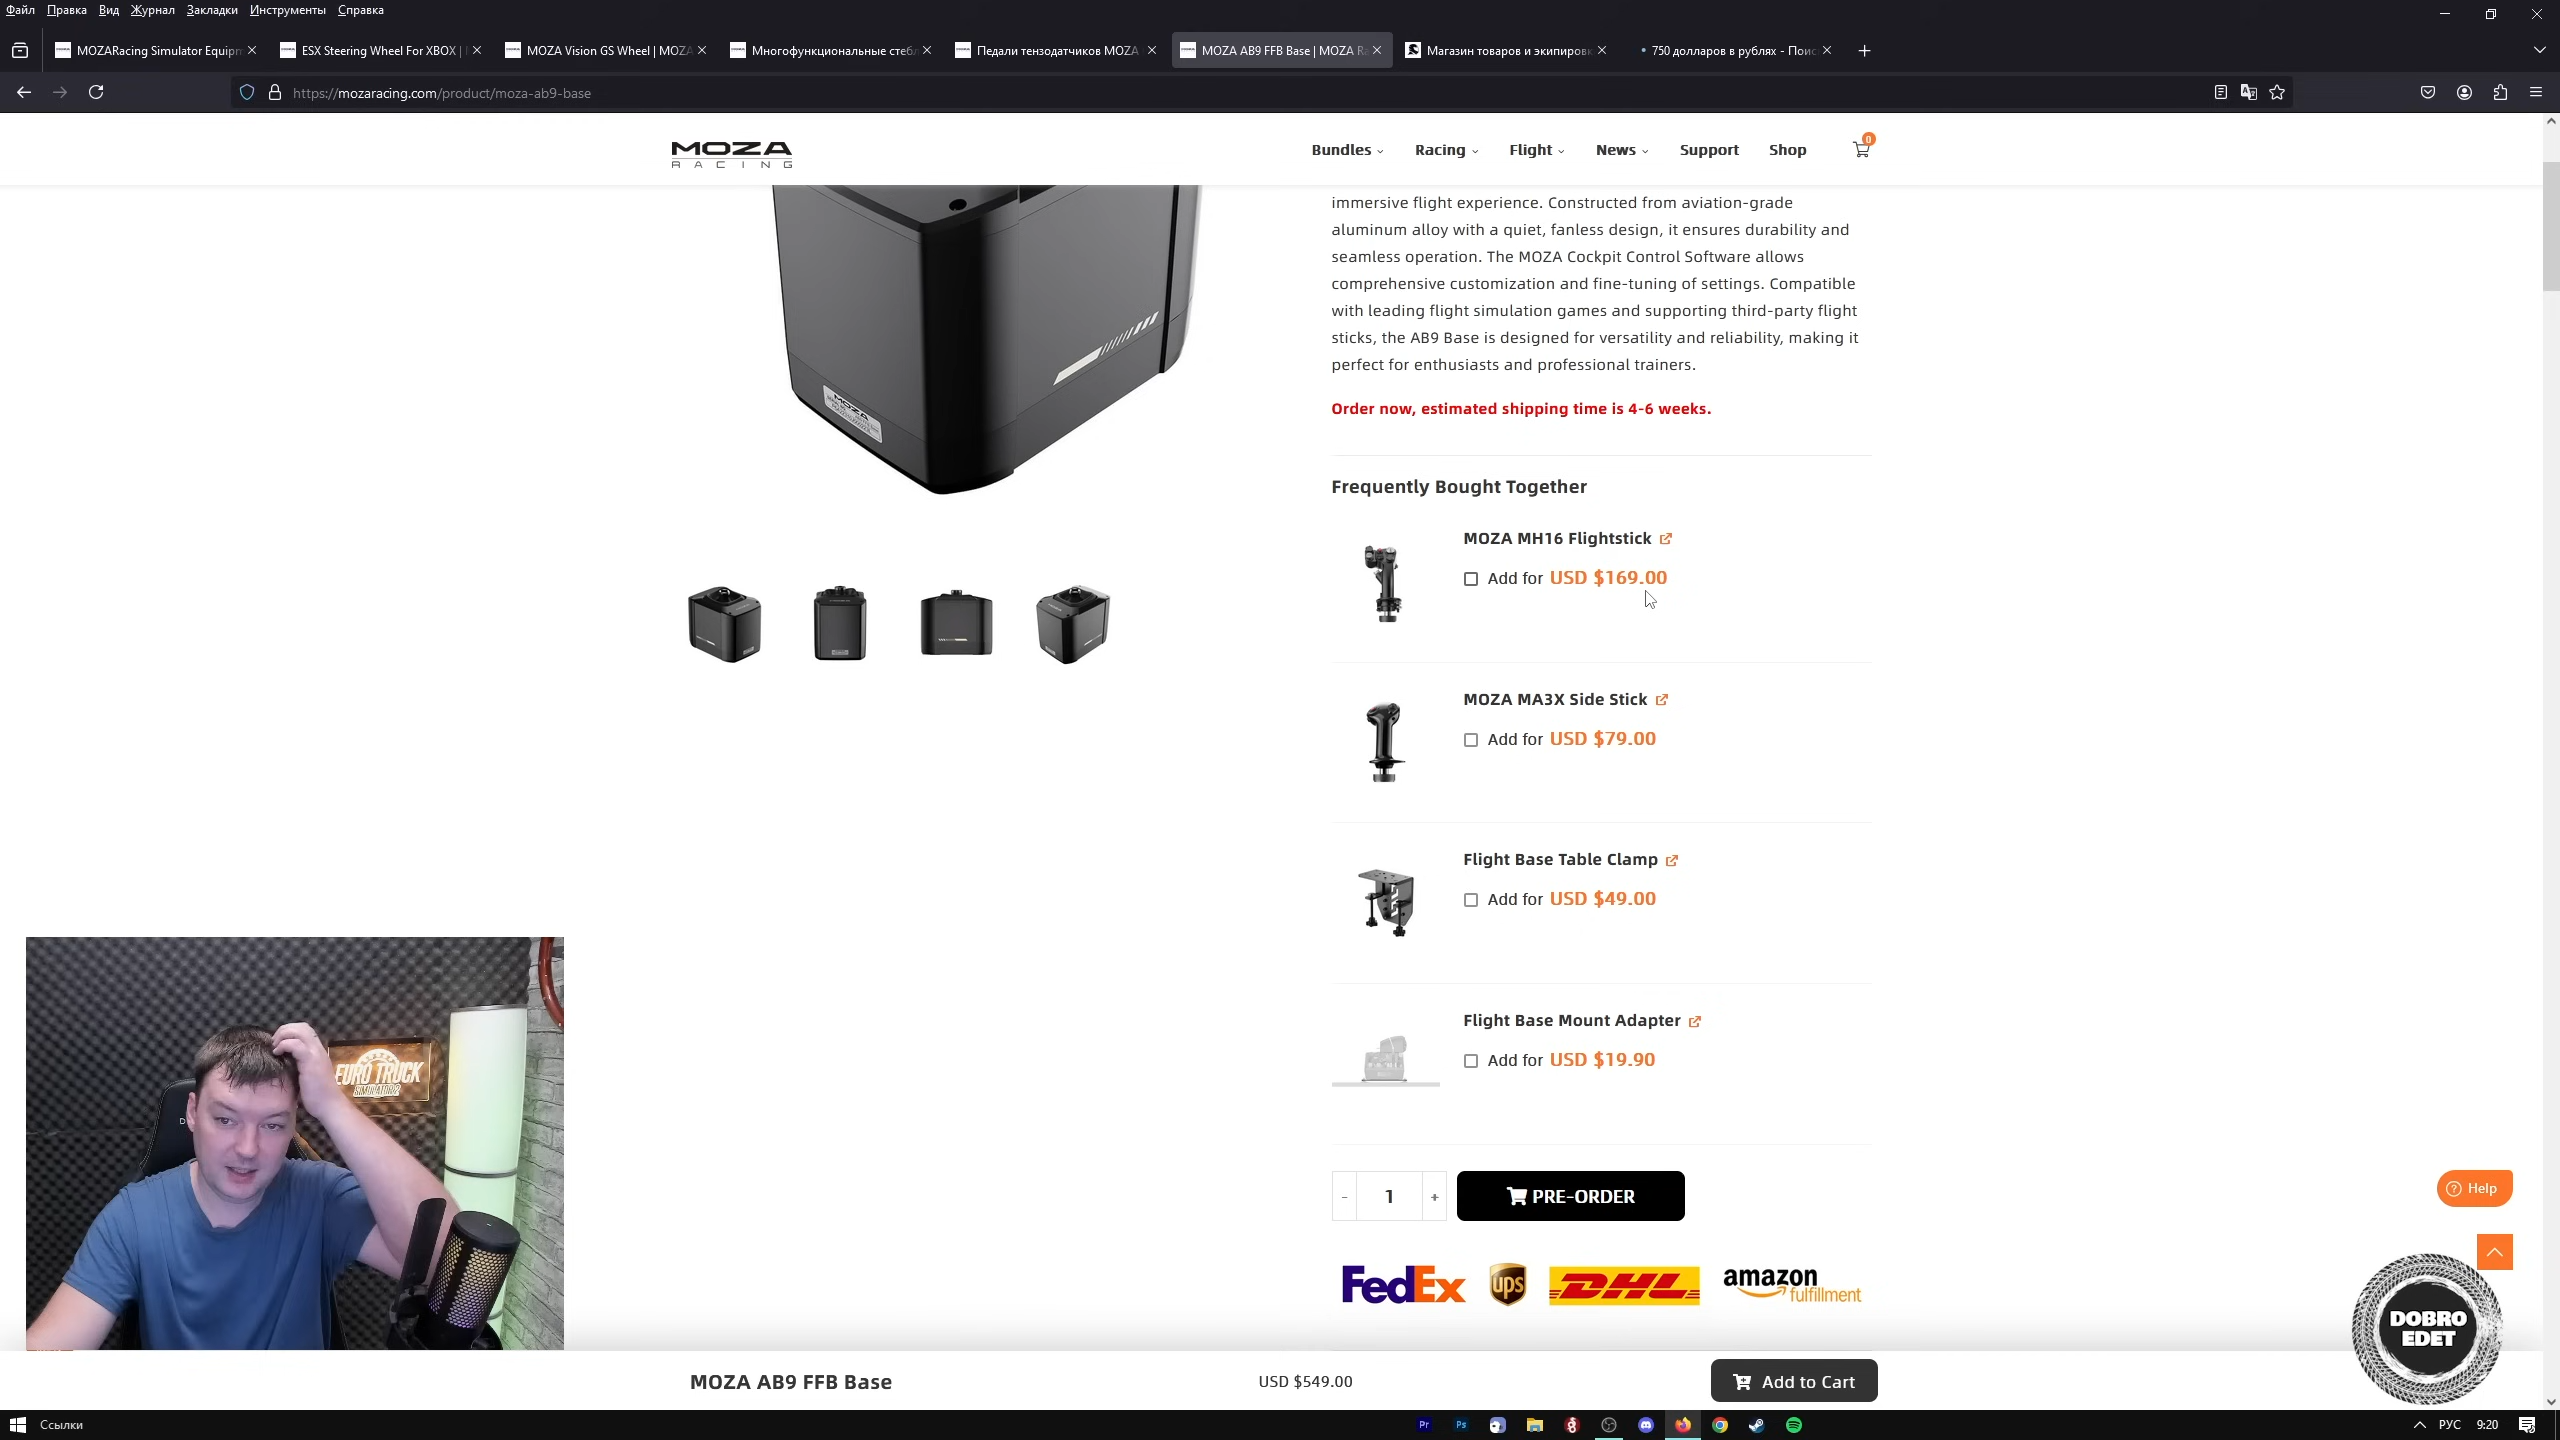 Файл Правка Вид Журнал Закладки Инструменты Справка
MOZARacing Simulator Equipm
ESX Steering Wheel For XBOX |
MOZA Vision GS Wheel | MOZA
Многофункциональные стебл
Педали тензодатчиков MOZA
MOZA AB9 FFB Base | MOZA Ra
Магазин товаров и экипировк
750 долларов в рублях - Поис
https://mozaracing.com/product/moza-ab9-base
MOZA
RACING
Bundles
Racing
Flight
News
Support
Shop
0
immersive flight experience. Constructed from aviation-grade
aluminum alloy with a quiet, fanless design, it ensures durability and
seamless operation. The MOZA Cockpit Control Software allows
comprehensive customization and fine-tuning of settings. Compatible
with leading flight simulation games and supporting third-party flight
sticks, the AB9 Base is designed for versatility and reliability, making it
perfect for enthusiasts and professional trainers.
Order now, estimated shipping time is 4-6 weeks.
Frequently Bought Together
MOZA MH16 Flightstick
Add for USD $169.00
MOZA MA3X Side Stick
Add for USD $79.00
Flight Base Table Clamp
Add for USD $49.00
Flight Base Mount Adapter
Add for USD $19.90
- 1 +
PRE-ORDER
FedEx
ups
DHL
amazon
fulfillment
Help
MOZA
EURO TRUCK
SIMULATOR 2
DOBRO
EDET
MOZA AB9 FFB Base
USD $549.00
Add to Cart
Ссылки
Pr
Ps
РУС
9:20